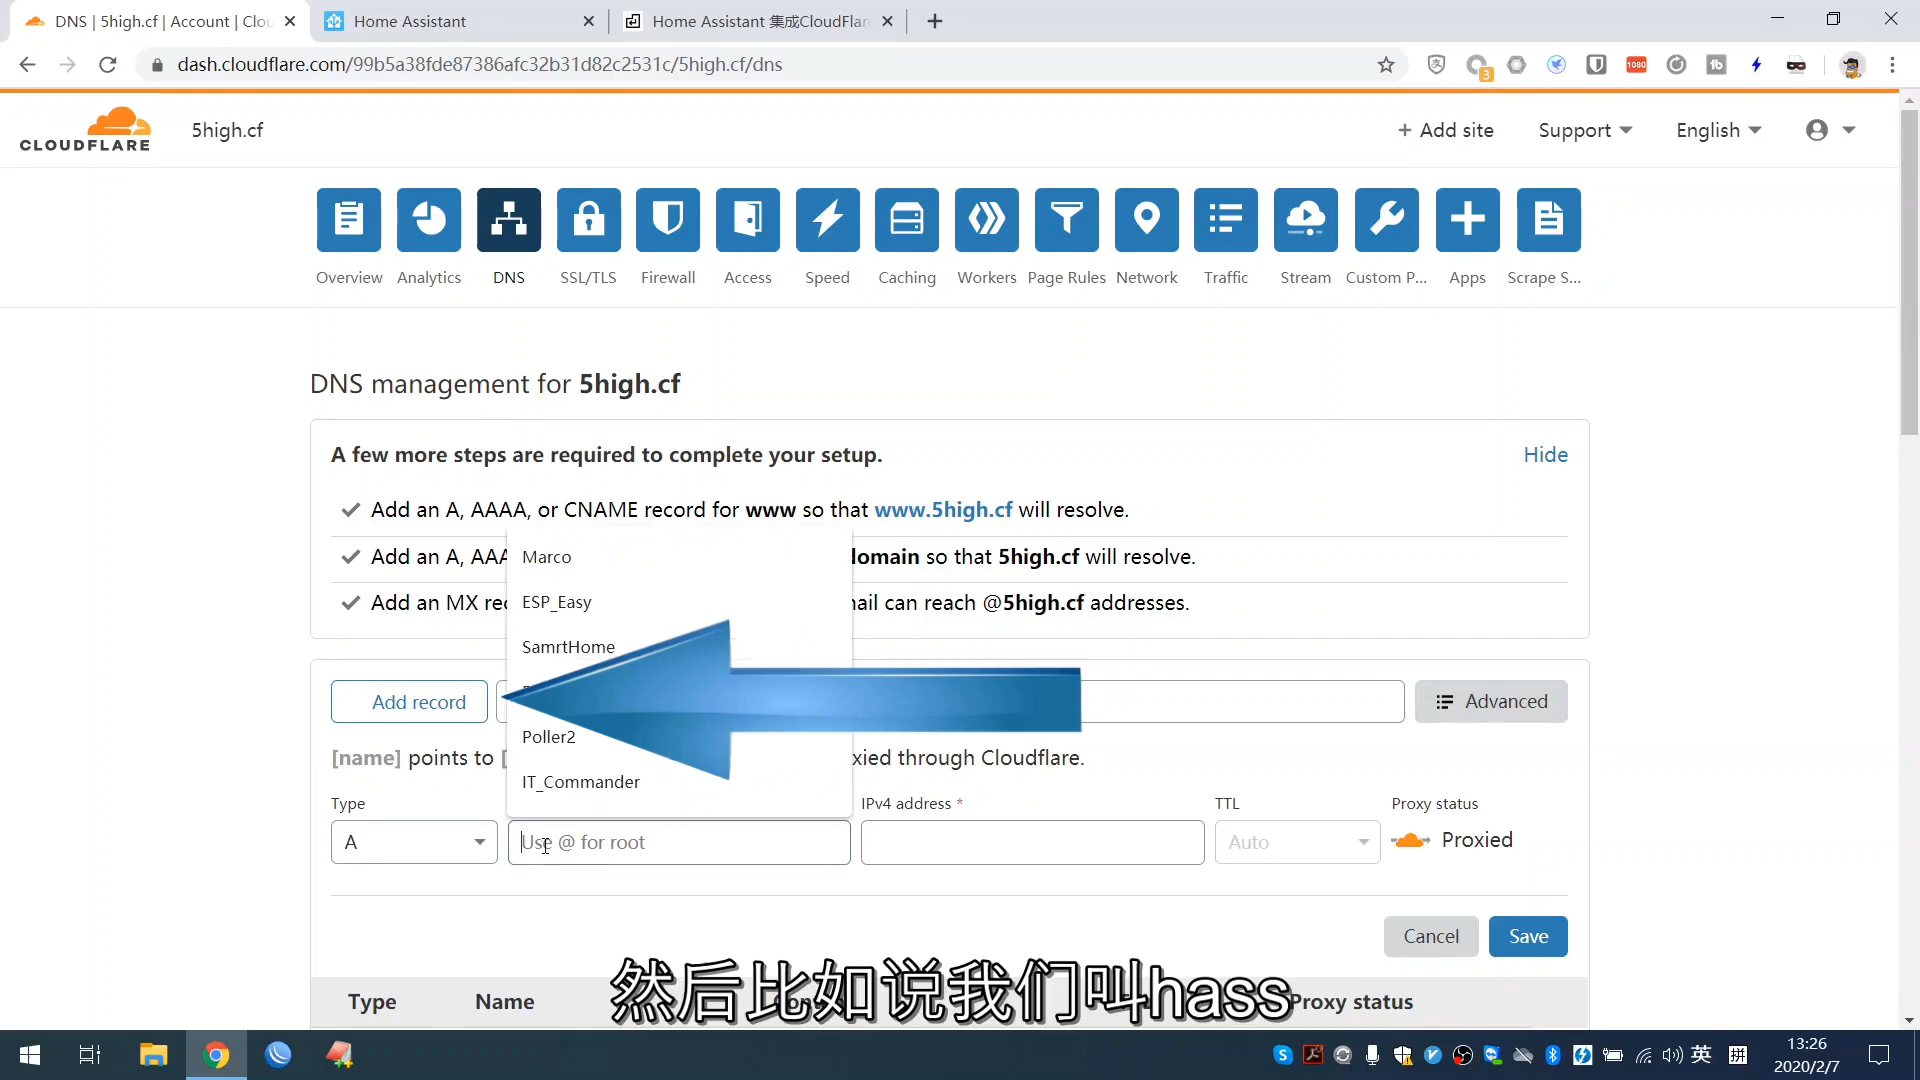 DNS | 5high.cf | Account | Clou
Home Assistant
Home Assistant 集成CloudFlare
dash.cloudflare.com/99b5a38fde87386afc32b31d82c2531c/5high.cf/dns
3
1080
CLOUDFLARE
5high.cf
+ Add site
Support
English
Overview
Analytics
DNS
SSL/TLS
Firewall
Access
Speed
Caching
Workers
Page Rules
Network
Traffic
Stream
Custom P...
Apps
Scrape S...
DNS management for 5high.cf
A few more steps are required to complete your setup.
Hide
Add an A, AAAA, or CNAME record for www so that www.5high.cf will resolve.
Add an A, AAA
domain so that 5high.cf will resolve.
Add an MX rec
mail can reach @5high.cf addresses.
Marco
ESP_Easy
SamrtHome
Poller2
IT_Commander
Add record
Advanced
[name] points to [
xied through Cloudflare.
Type
IPv4 address *
TTL
Proxy status
A
Use @ for root
Auto
Proxied
Cancel
Save
Type
Name
Proxy status
然后比如说我们叫hass
英
拼
13:26
2020/2/7